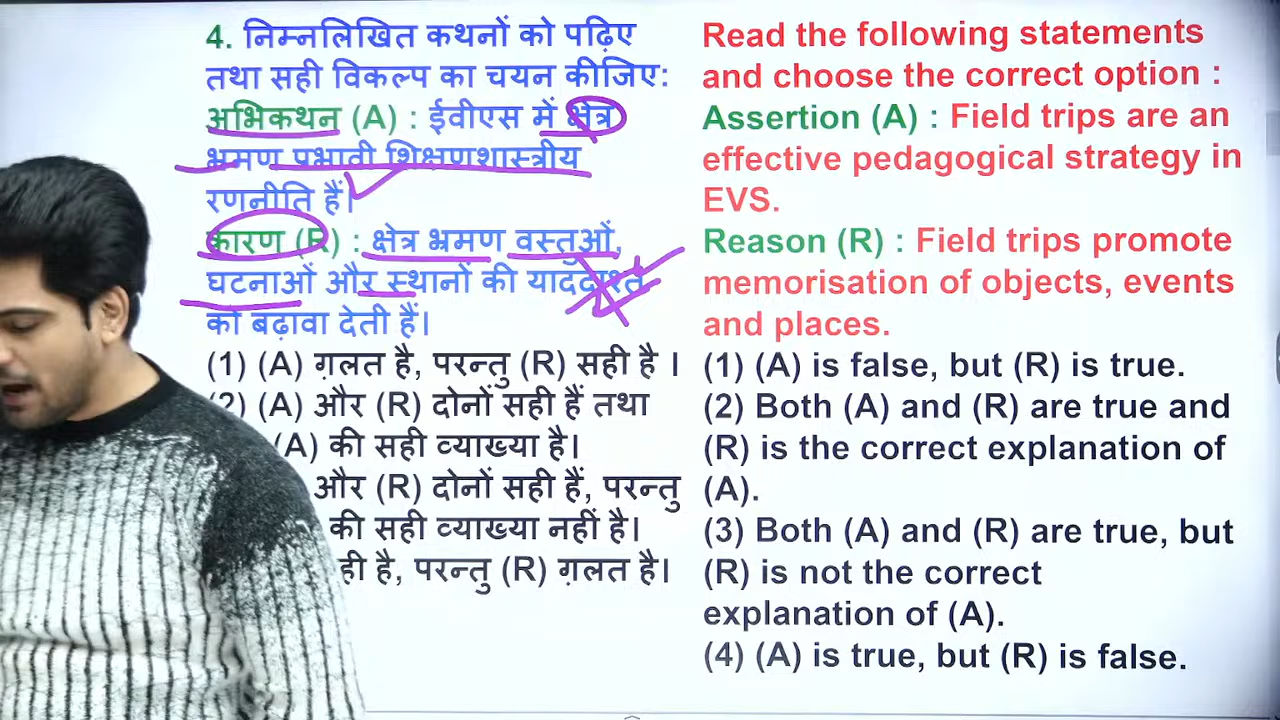 4. निम्नलिखित कथनों को पढ़िए
तथा सही विकल्प का चयन कीजिए:
अभिकथन (A) : ईवीएस में क्षेत्र
भ्रमण प्रभावी शिक्षणशास्त्रीय
रणनीति हैं।
कारण (R) : क्षेत्र भ्रमण वस्तुओं,
घटनाओं और स्थानों की याददाश्त
को बढ़ावा देती हैं।
(1) (A) ग़लत है, परन्तु (R) सही है ।
(2) (A) और (R) दोनों सही हैं तथा
(A) की सही व्याख्या है।
और (R) दोनों सही हैं, परन्तु
की सही व्याख्या नहीं है।
है, परन्तु (R) ग़लत है।
Read the following statements
and choose the correct option :
Assertion (A) : Field trips are an
effective pedagogical strategy in
EVS.
Reason (R) : Field trips promote
memorisation of objects, events
and places.
(1) (A) is false, but (R) is true.
(2) Both (A) and (R) are true and
(R) is the correct explanation of
(A).
(3) Both (A) and (R) are true, but
(R) is not the correct
explanation of (A).
(4) (A) is true, but (R) is false.